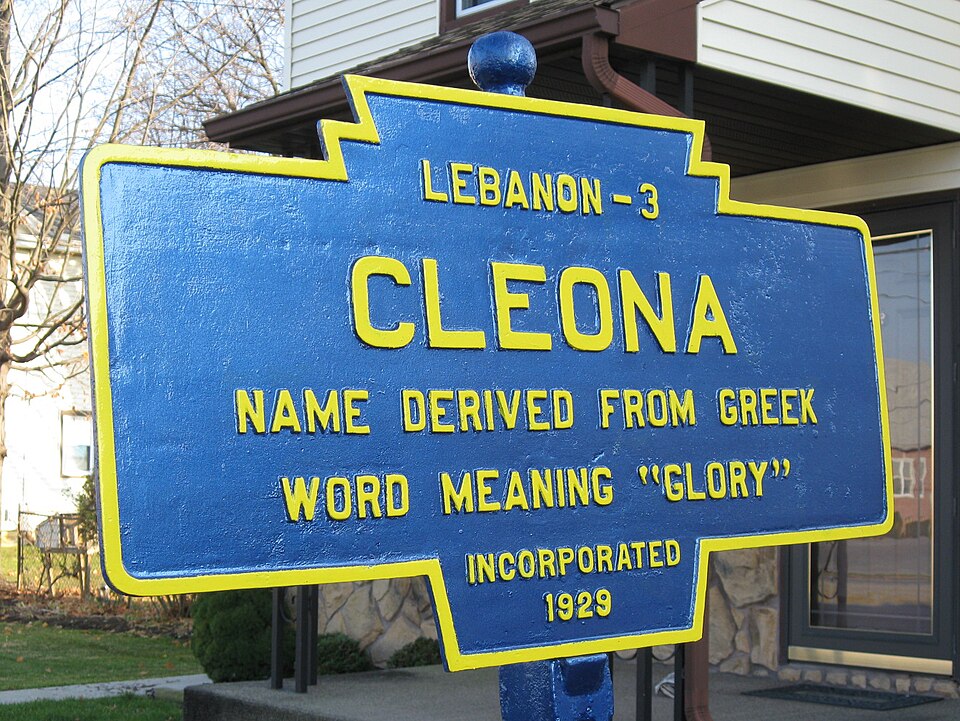 LEBANON - 3
CLEONA
NAME DERIVED FROM GREEK
WORD MEANING "GLORY"
INCORPORATED
1929